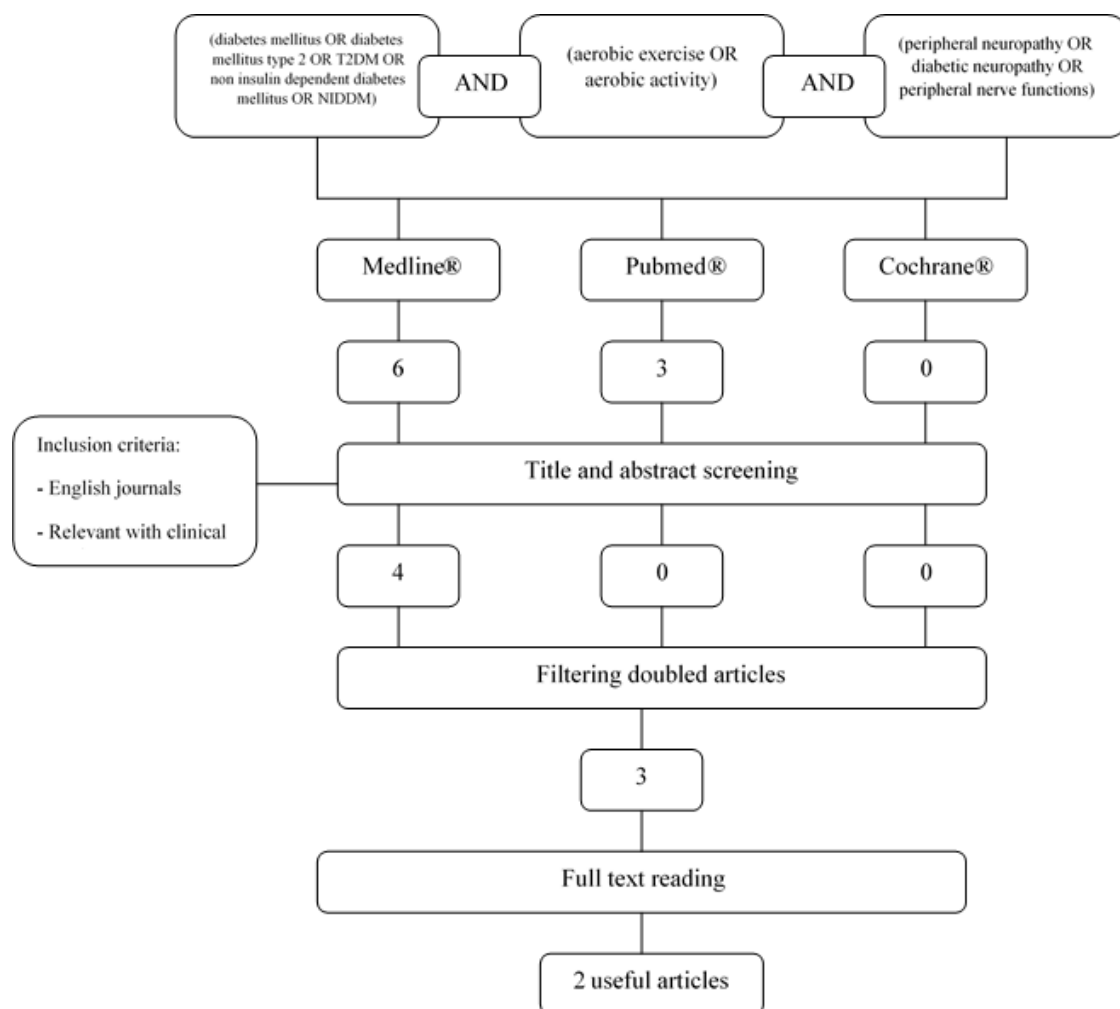 (diabetes mellitus OR diabetes
mellitus type 2 OR T2DM OR
non insulin dependent diabetes
mellitus OR NIDDM)
AND
(aerobic exercise OR
aerobic activity)
AND
(peripheral neuropathy OR
diabetic neuropathy OR
peripheral nerve functions)
Medline®
Pubmed®
Cochrane®
6
3
0
Inclusion criteria:
- English journals
- Relevant with clinical
Title and abstract screening
4
0
0
Filtering doubled articles
3
Full text reading
2 useful articles